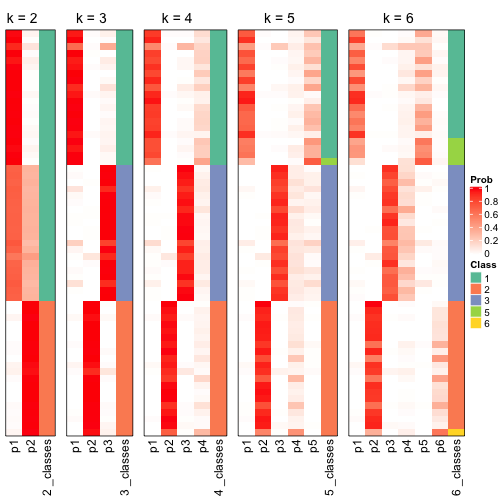 k = 2
k = 3
k = 4
k = 5
k = 6
Prob
1
0.8
0.6
0.4
0.2
0
Class
1
2
3
5
6
p1
p2
2_classes
p1
p2
p3
3_classes
p1
p2
p3
p4
4_classes
p1
p2
p3
p4
p5
5_classes
p1
p2
p3
p4
p5
p6
6_classes